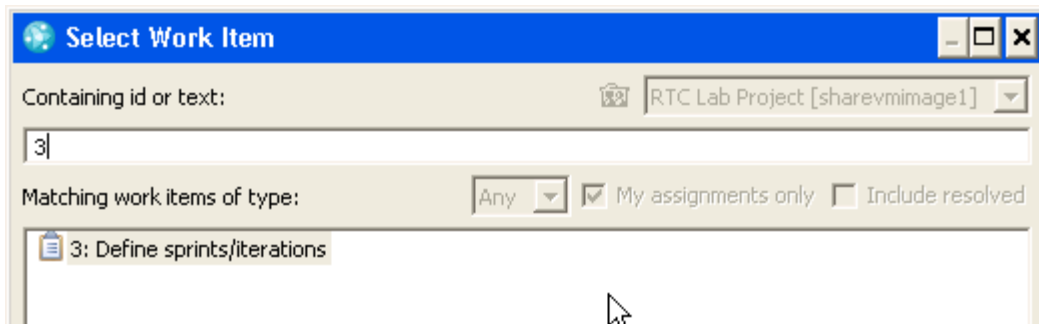 Select Work Item
Containing id or text: RTC Lab Project [sharevmimage1]
3
Matching work items of type: Any My assignments only Include resolved
3: Define sprints/iterations